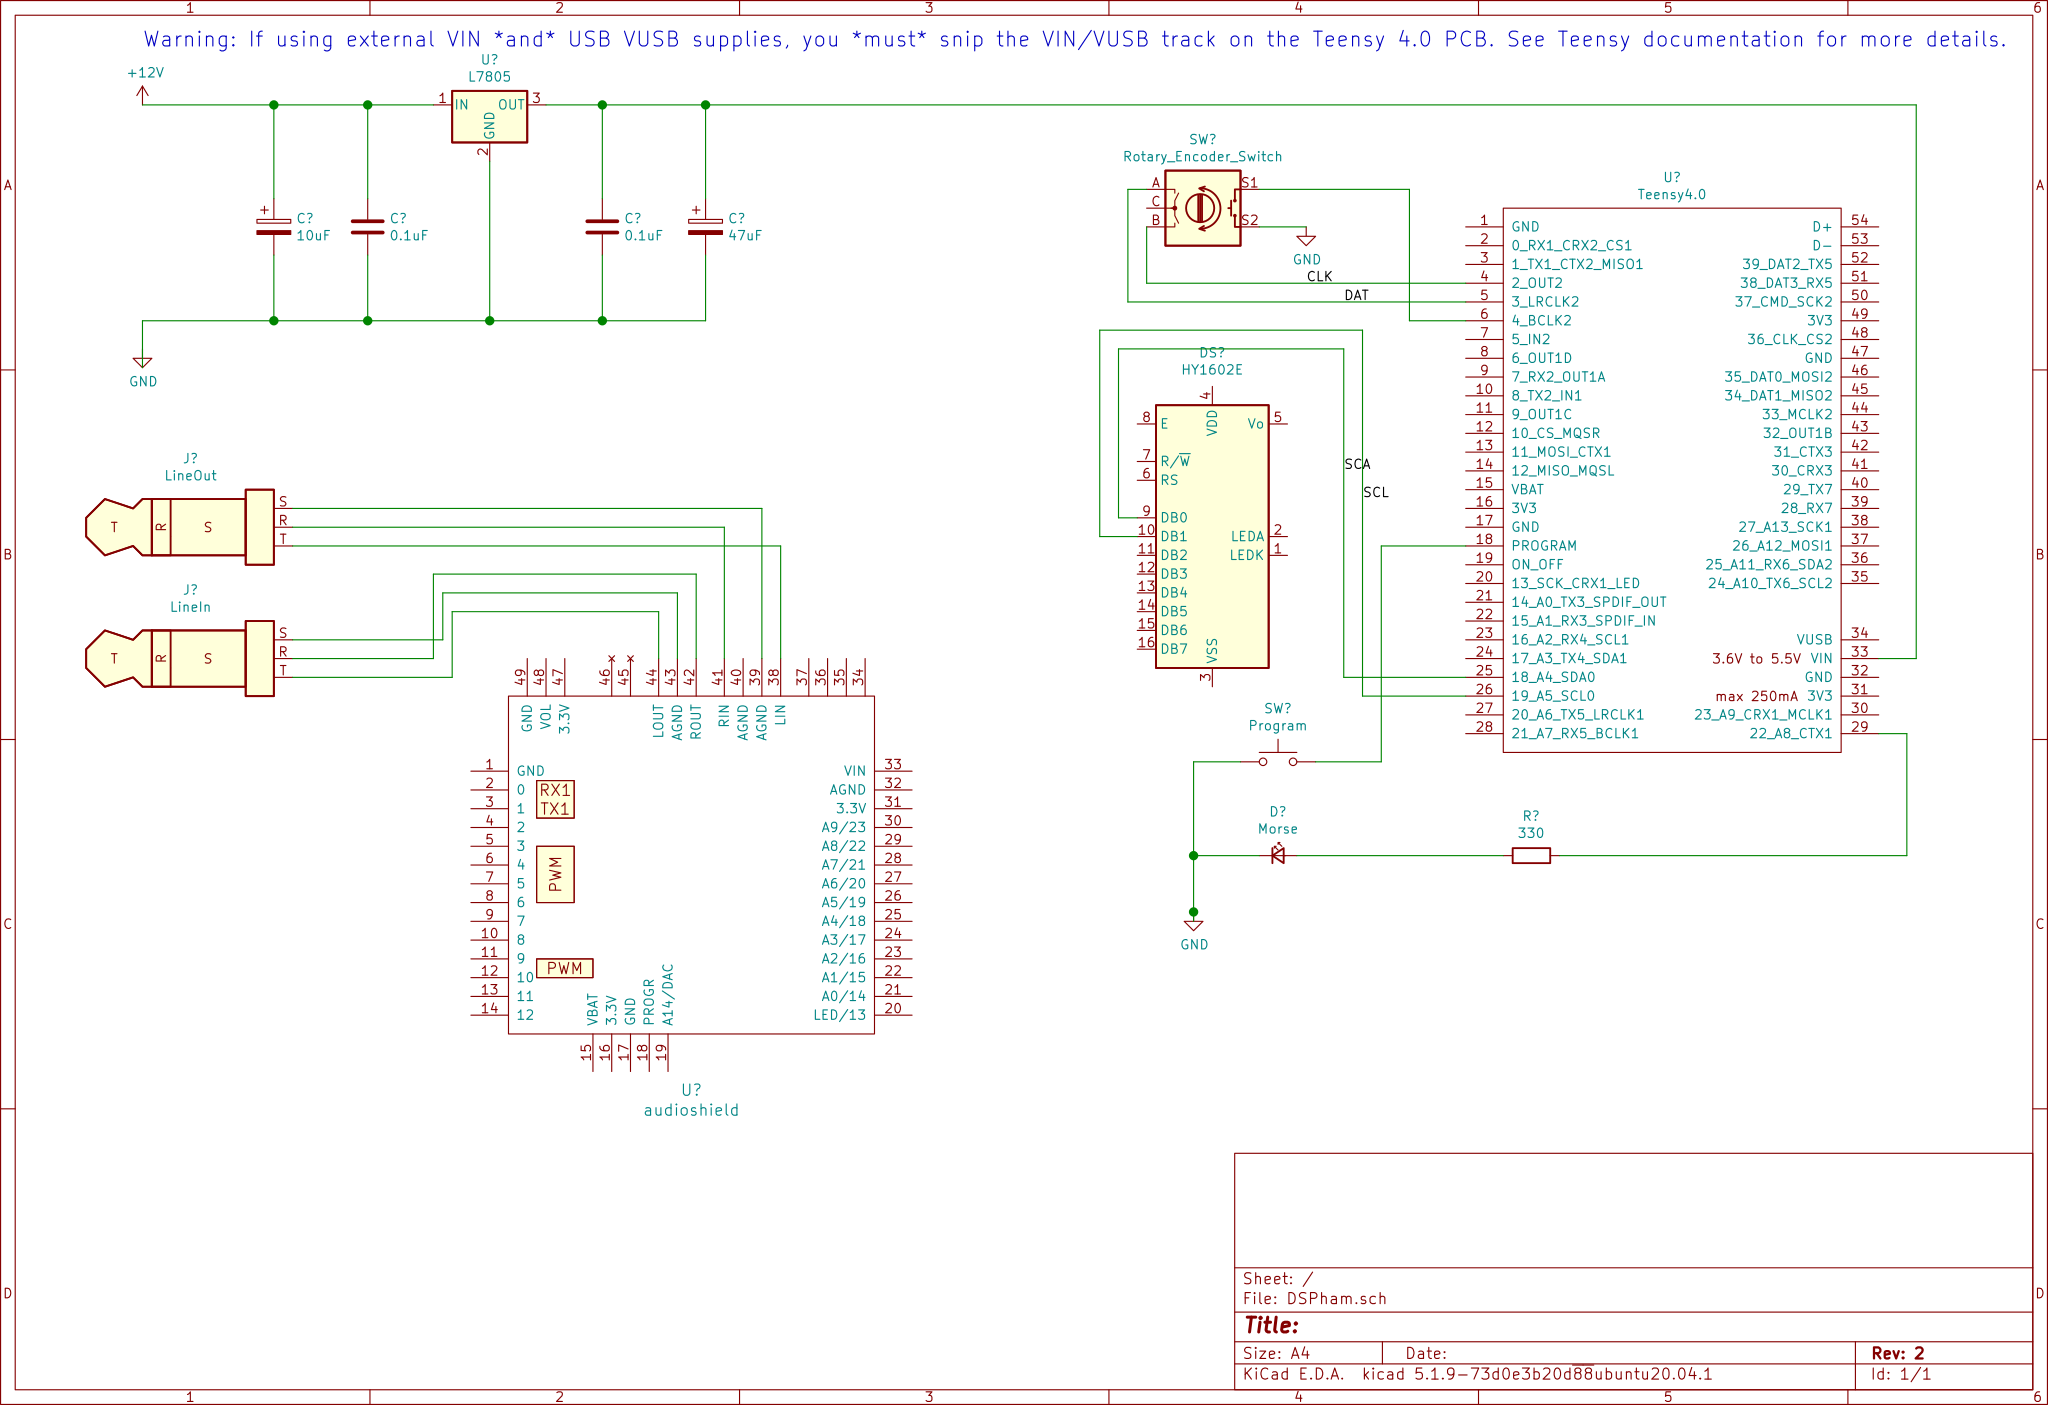 1 2 3 4 5 6
Warning: If using external VIN *and* USB VUSB supplies, you *must* snip the VIN/VUSB track on the Teensy 4.0 PCB. See Teensy documentation for more details.
+12V
U?
L7805
1 IN OUT 3
GND
2
+ C?
10uF
C?
0.1uF
C?
0.1uF
+ C?
47uF
GND
SW?
Rotary_Encoder_Switch
A S1
C
B S2
GND
CLK
DAT
A A
U?
Teensy4.0
1 GND D+ 54
2 0_RX1_CRX2_CS1 D- 53
3 1_TX1_CTX2_MISO1 39_DAT2_TX5 52
4 2_OUT2 38_DAT3_RX5 51
5 3_LRCLK2 37_CMD_SCK2 50
6 4_BCLK2 3V3 49
7 5_IN2 36_CLK_CS2 48
8 6_OUT1D GND 47
9 7_RX2_OUT1A 35_DAT0_MOSI2 46
10 8_TX2_IN1 34_DAT1_MISO2 45
11 9_OUT1C 33_MCLK2 44
12 10_CS_MQSR 32_OUT1B 43
13 11_MOSI_CTX1 31_CTX3 42
14 12_MISO_MQSL 30_CRX3 41
15 VBAT 29_TX7 40
16 3V3 28_RX7 39
17 GND 27_A13_SCK1 38
18 PROGRAM 26_A12_MOSI1 37
19 ON_OFF 25_A11_RX6_SDA2 36
20 13_SCK_CRX1_LED 24_A10_TX6_SCL2 35
21 14_A0_TX3_SPDIF_OUT
22 15_A1_RX3_SPDIF_IN
23 16_A2_RX4_SCL1 VUSB 34
24 17_A3_TX4_SDA1 3.6V to 5.5V VIN 33
25 18_A4_SDA0 GND 32
26 19_A5_SCL0 max 250mA 3V3 31
27 20_A6_TX5_LRCLK1 23_A9_CRX1_MCLK1 30
28 21_A7_RX5_BCLK1 22_A8_CTX1 29
DS?
HY1602E
4
VDD
8 E Vo 5
7 R/W̅
6 RS
9 DB0
10 DB1 LEDA 2
11 DB2 LEDK 1
12 DB3
13 DB4
14 DB5
15 DB6
16 DB7
VSS
3
SCA
SCL
B B
J?
LineOut
T R S
S
R
T
J?
LineIn
T R S
S
R
T
SW?
Program
D?
Morse
R?
330
GND
49 48 47 46 45 44 43 42 41 40 39 38 37 36 35 34
GND VOL 3.3V LOUT AGND ROUT RIN AGND AGND LIN
1 GND VIN 33
2 0 RX1 AGND 32
3 1 TX1 3.3V 31
4 2 A9/23 30
5 3 A8/22 29
6 4 PWM A7/21 28
7 5 A6/20 27
8 6 A5/19 26
9 7 A4/18 25
10 8 A3/17 24
11 9 PWM A2/16 23
12 10 A1/15 22
13 11 A0/14 21
14 12 LED/13 20
VBAT 3.3V GND PROGR A14/DAC
15 16 17 18 19
U?
audioshield
C C
D D
Sheet: /
File: DSPham.sch
Title:
Size: A4 Date: Rev: 2
KiCad E.D.A. kicad 5.1.9-73d0e3b20d8̅8̅ubuntu20.04.1 Id: 1/1
1 2 3 4 5 6